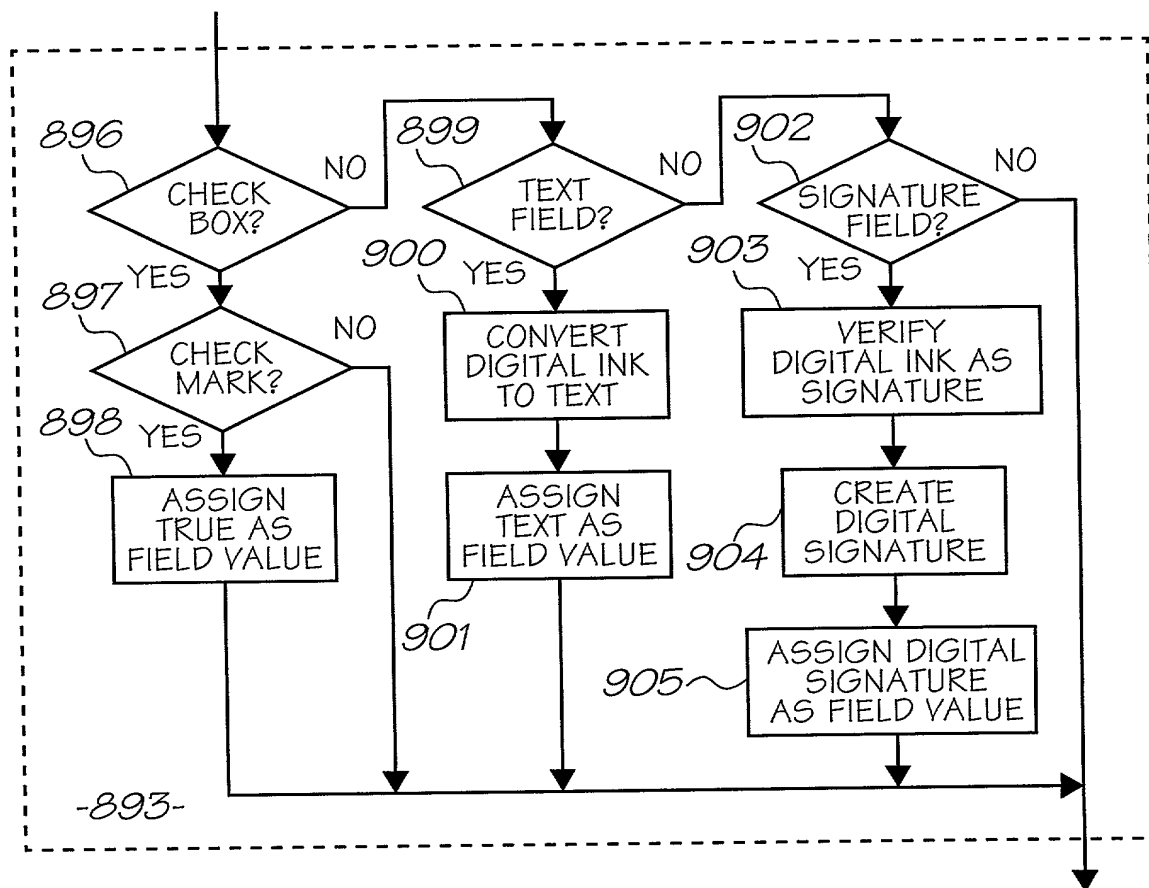 896
CHECK
BOX?
NO
YES
897
CHECK
MARK?
NO
YES
898
ASSIGN
TRUE AS
FIELD VALUE
899
TEXT
FIELD?
NO
YES
900
CONVERT
DIGITAL INK
TO TEXT
ASSIGN
TEXT AS
FIELD VALUE
901
902
SIGNATURE
FIELD?
NO
YES
903
VERIFY
DIGITAL INK AS
SIGNATURE
CREATE
DIGITAL
SIGNATURE
904
ASSIGN DIGITAL
SIGNATURE
AS FIELD VALUE
905
-893-